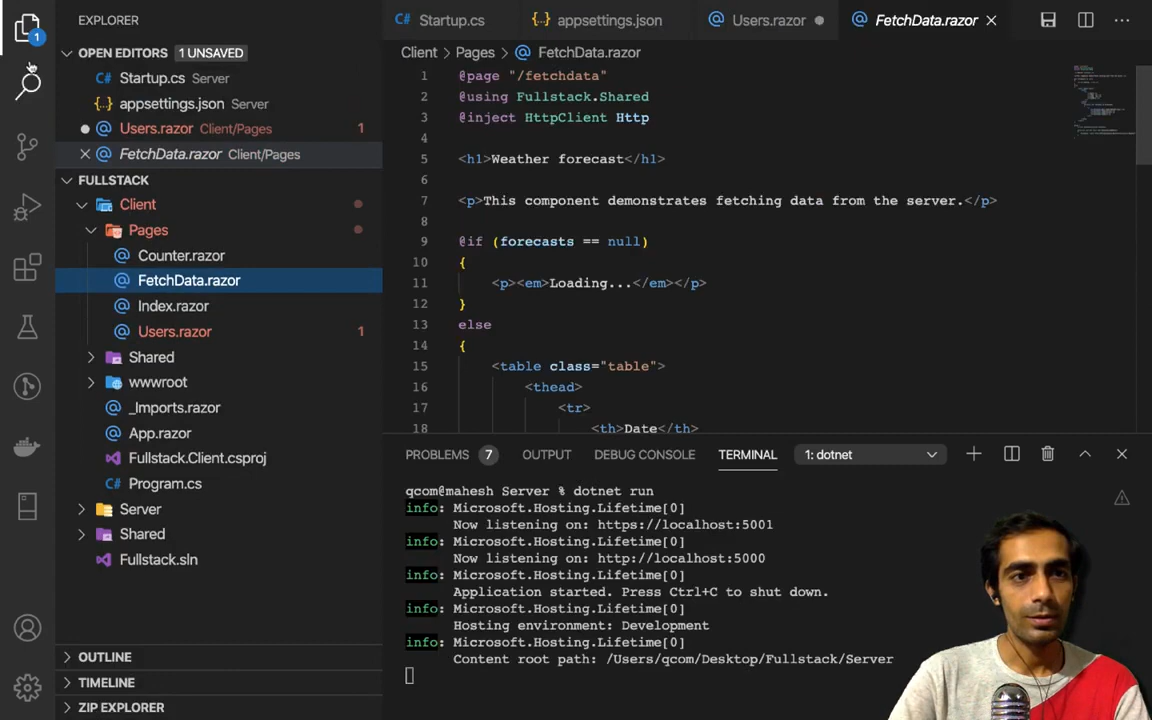 EXPLORER
OPEN EDITORS 1 UNSAVED
C# Startup.cs Server
{..} appsettings.json Server
Users.razor Client/Pages 1
FetchData.razor Client/Pages
FULLSTACK
Client
Pages
Counter.razor
FetchData.razor
Index.razor
Users.razor 1
Shared
wwwroot
_Imports.razor
App.razor
Fullstack.Client.csproj
C# Program.cs
Server
Shared
Fullstack.sln
OUTLINE
TIMELINE
ZIP EXPLORER
1
C# Startup.cs {..} appsettings.json @ Users.razor @ FetchData.razor
Client > Pages > @ FetchData.razor
1 @page "/fetchdata"
2 @using Fullstack.Shared
3 @inject HttpClient Http
4
5 <h1>Weather forecast</h1>
6
7 <p>This component demonstrates fetching data from the server.</p>
8
9 @if (forecasts == null)
10 {
11 <p><em>Loading...</em></p>
12 }
13 else
14 {
15 <table class="table">
16 <thead>
17 <tr>
18 <th>Date</th>
PROBLEMS 7 OUTPUT DEBUG CONSOLE TERMINAL 1: dotnet
qcom@mahesh Server % dotnet run
info: Microsoft.Hosting.Lifetime[0]
Now listening on: https://localhost:5001
info: Microsoft.Hosting.Lifetime[0]
Now listening on: http://localhost:5000
info: Microsoft.Hosting.Lifetime[0]
Application started. Press Ctrl+C to shut down.
info: Microsoft.Hosting.Lifetime[0]
Hosting environment: Development
info: Microsoft.Hosting.Lifetime[0]
Content root path: /Users/qcom/Desktop/Fullstack/Server